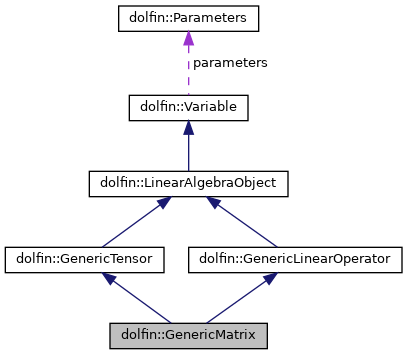 dolfin::Parameters
parameters
dolfin::Variable
dolfin::LinearAlgebraObject
dolfin::GenericTensor
dolfin::GenericLinearOperator
dolfin::GenericMatrix